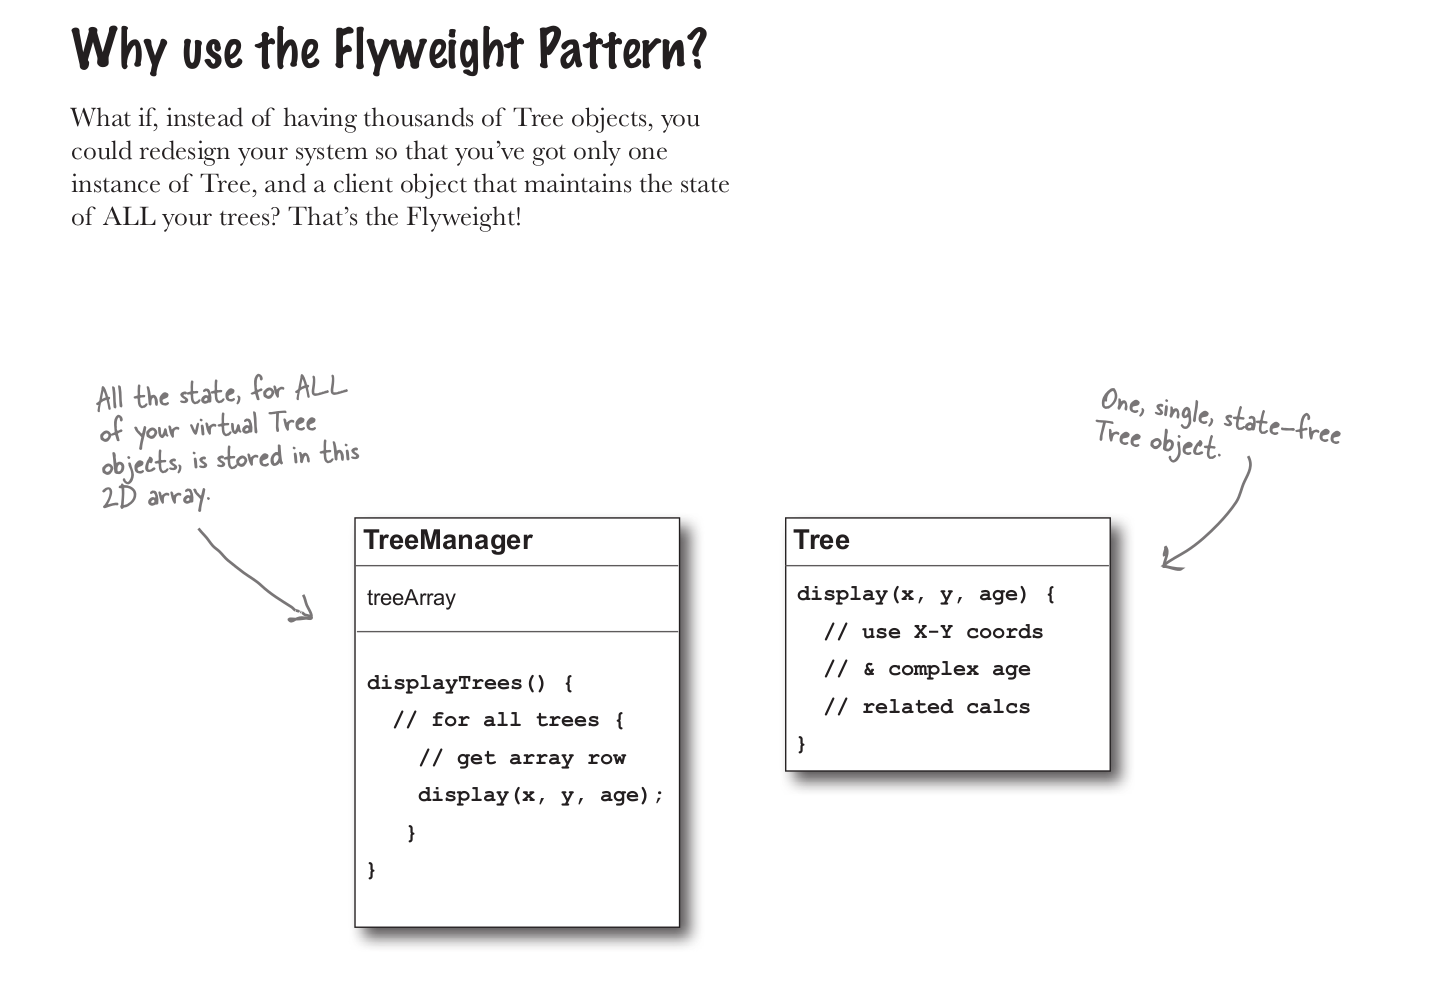 Why use the Flyweight Pattern?
What if, instead of having thousands of Tree objects, you
could redesign your system so that you’ve got only one
instance of Tree, and a client object that maintains the state
of ALL your trees? That’s the Flyweight!
All the state, for ALL
of your virtual Tree
objects, is stored in this
2D array.
One, single, state-free
Tree object.
TreeManager
treeArray
displayTrees() {
// for all trees {
// get array row
display(x, y, age);
}
}
Tree
display(x, y, age) {
// use X-Y coords
// & complex age
// related calcs
}